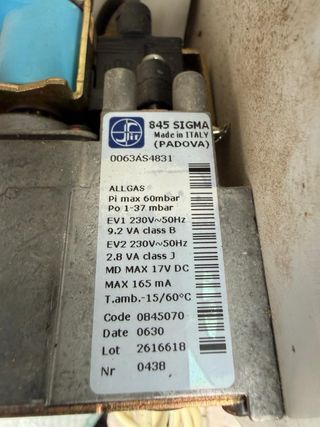 SIT
845 SIGMA
Made in ITALY
(PADOVA)
0063AS4831
ALLGAS
Pi max 60mbar
Po 1-37 mbar
EV1 230V~50Hz
9.2 VA class B
EV2 230V~50Hz
2.8 VA class J
MD MAX 17V DC
MAX 165 mA
T.amb.-15/60°C
Code 0845070
Date 0630
Lot 2616618
Nr 0438